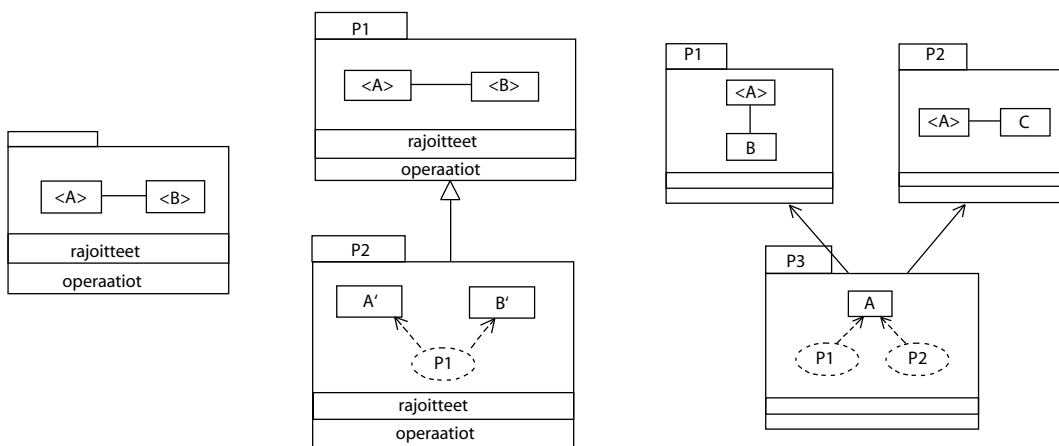 <A> <B>
rajoitteet
operaatiot
P1
<A> <B>
rajoitteet
operaatiot
P2
A‘ B‘
P1
rajoitteet
operaatiot
P1
<A>
B
P2
<A> C
P3
A
P1 P2